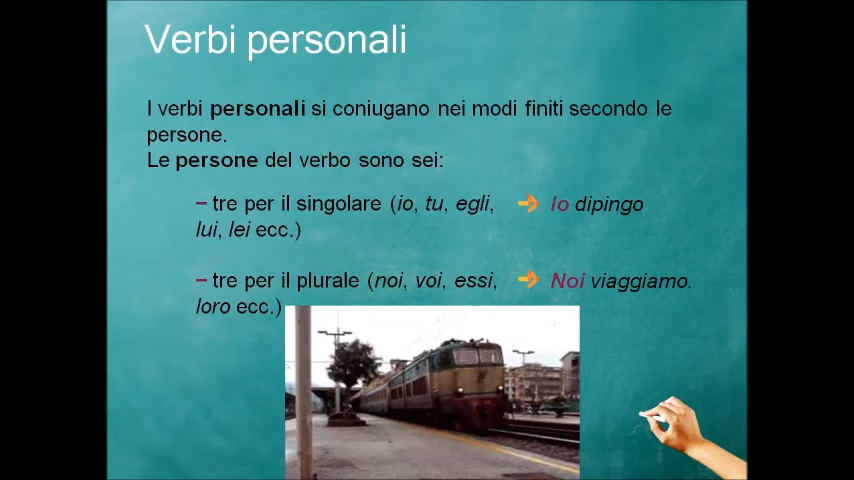 Verbi personali
I verbi personali si coniugano nei modi finiti secondo le
persone.
Le persone del verbo sono sei:
– tre per il singolare (io, tu, egli, Io dipingo
lui, lei ecc.)
– tre per il plurale (noi, voi, essi, Noi viaggiamo.
loro ecc.)